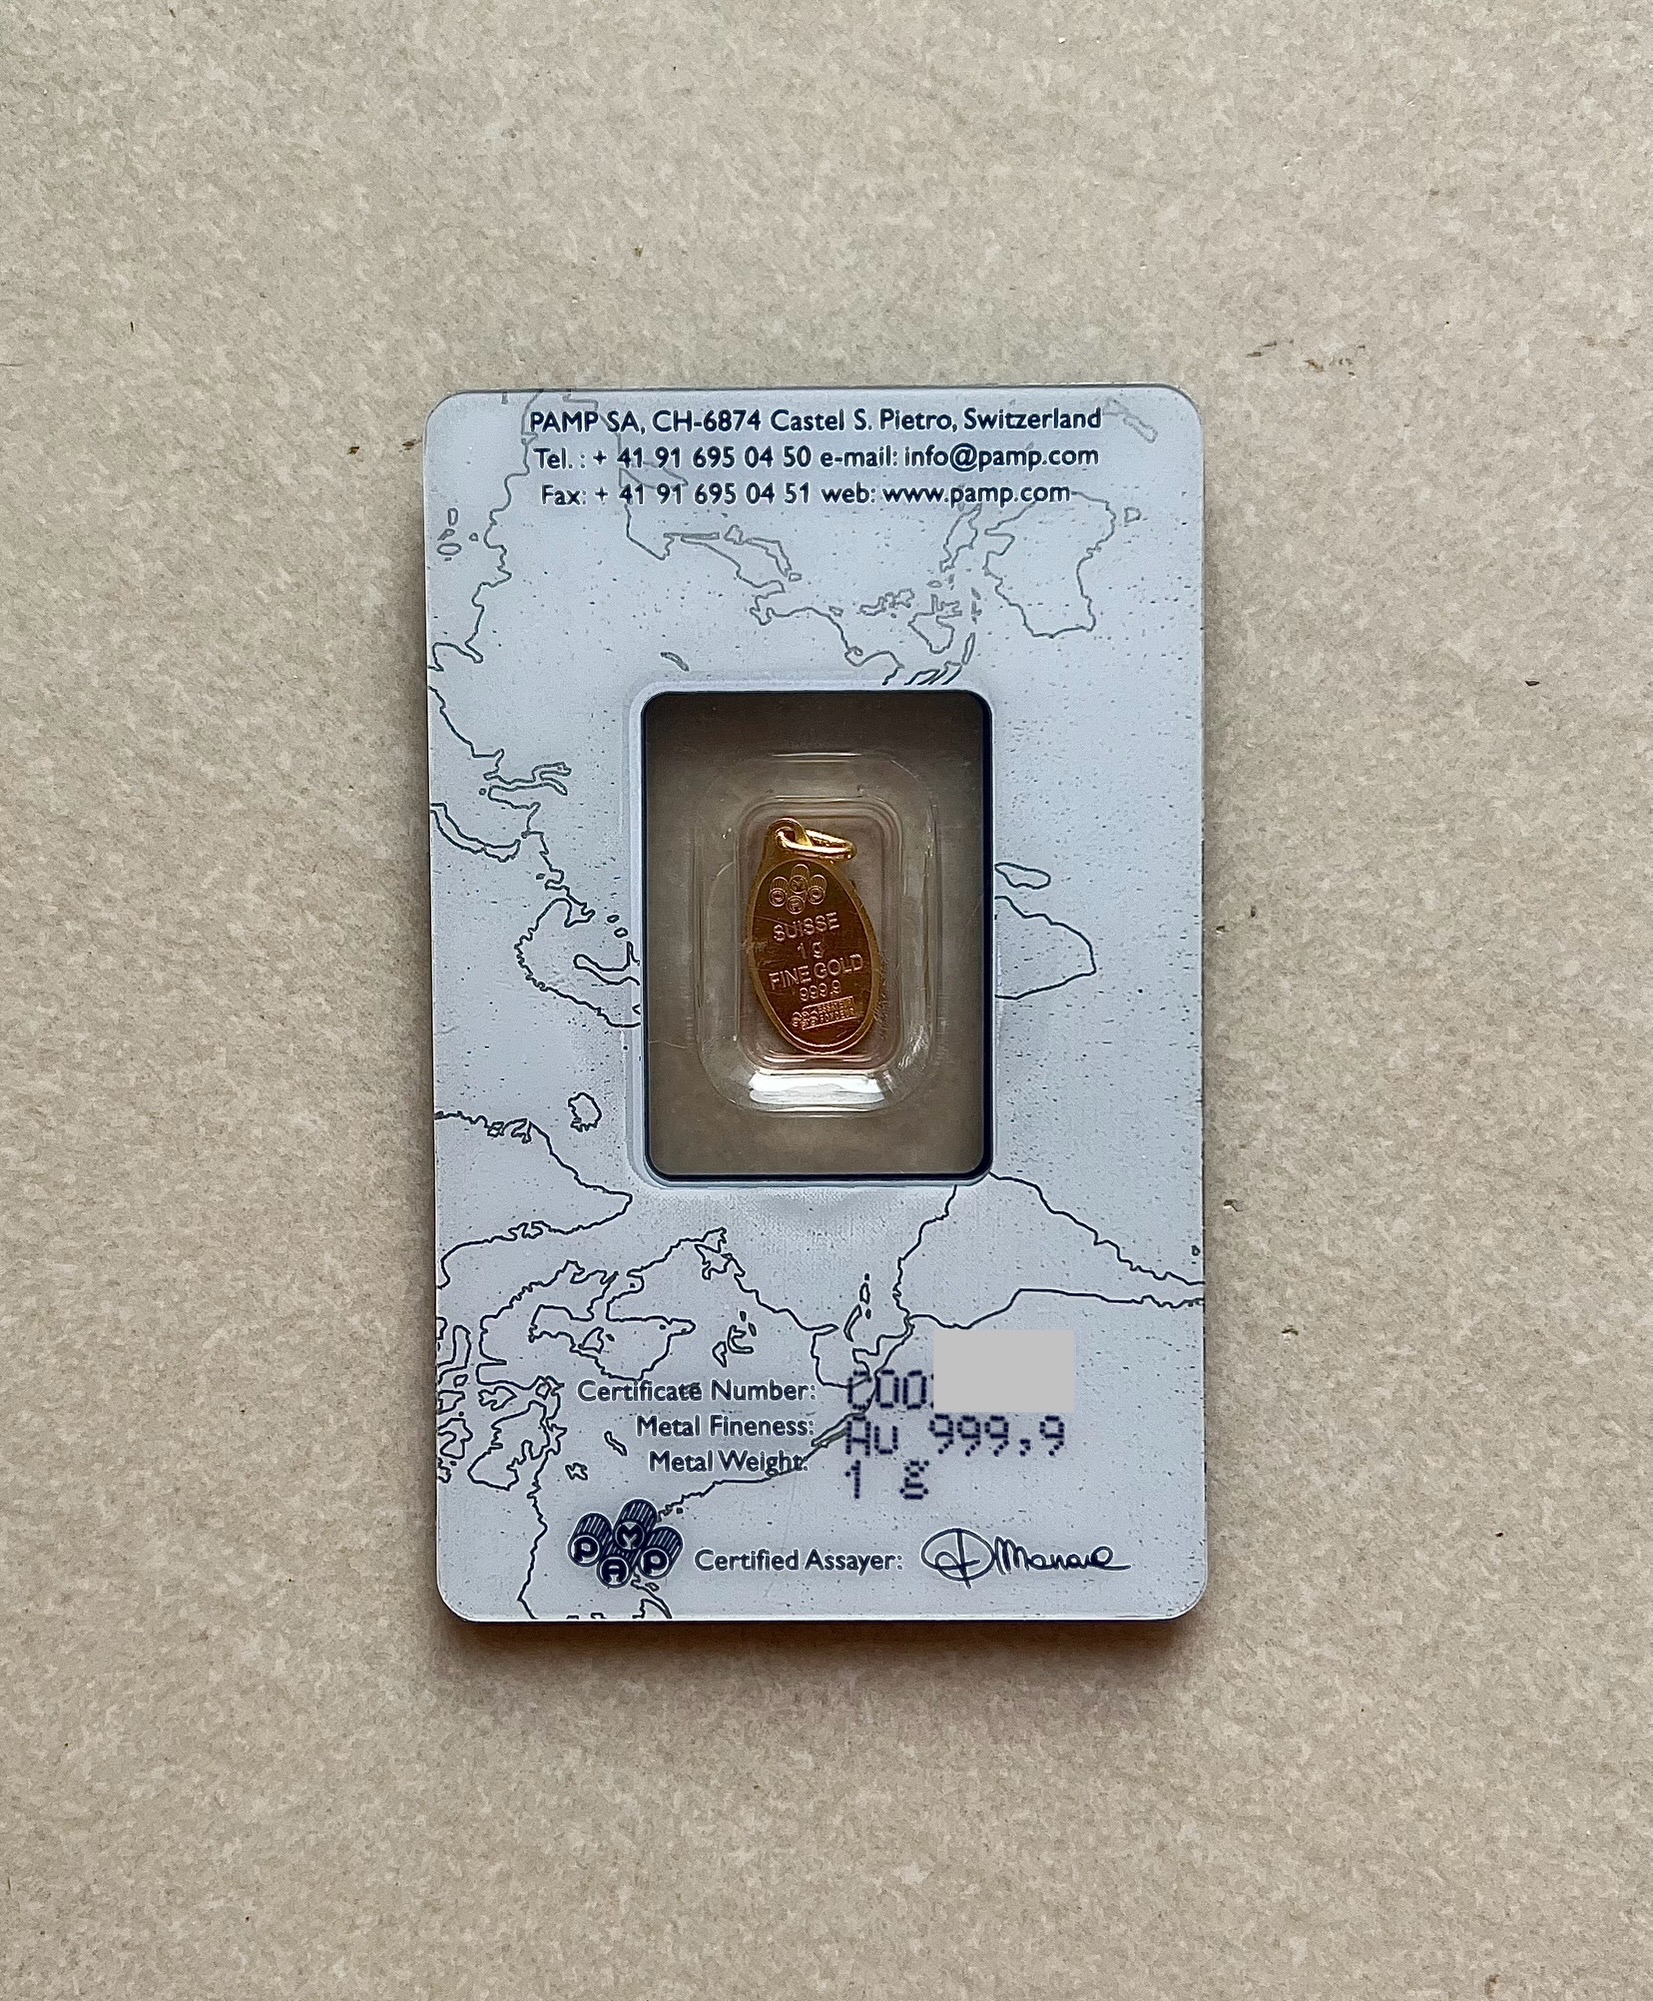 PAMP SA, CH-6874 Castel S. Pietro, Switzerland
Tel. : + 41 91 695 04 50 e-mail: info@pamp.com
Fax: + 41 91 695 04 51 web: www.pamp.com
SUISSE
1 g
FINE GOLD
999.9
Certificate Number: C00
Metal Fineness: Au 999,9
Metal Weight: 1 g
PAMP
Certified Assayer: